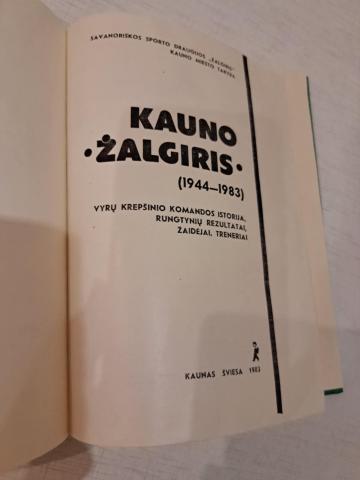 SAVANORIŠKOS SPORTO DRAUGIJOS „ŽALGIRIS“
KAUNO MIESTO TARYBA
KAUNO
·ŽALGIRIS·
(1944—1983)
VYRŲ KREPŠINIO KOMANDOS ISTORIJA,
RUNGTYNIŲ REZULTATAI,
ŽAIDĖJAI, TRENERIAI
KAUNAS ŠVIESA 1983